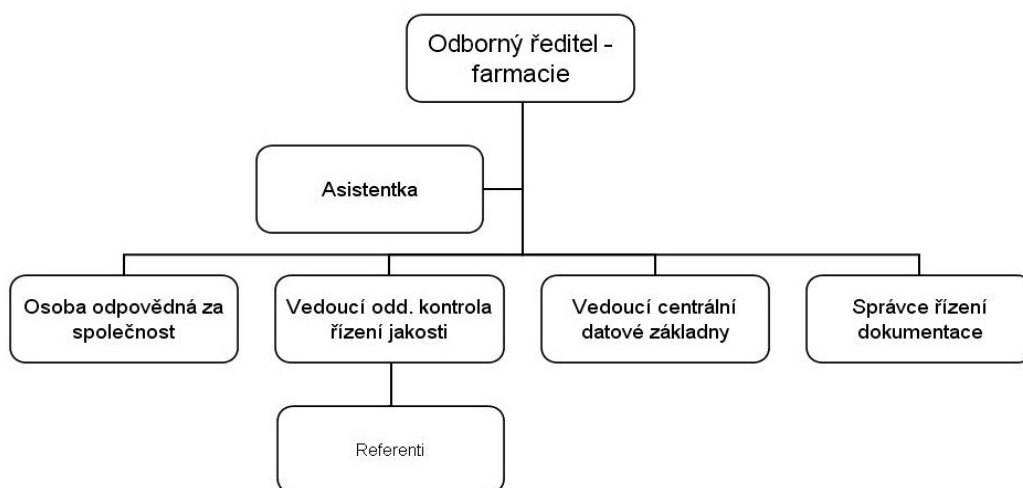 Odborný ředitel -
farmacie
Asistentka
Osoba odpovědná za
společnost
Vedoucí odd. kontrola
řízení jakosti
Vedoucí centrální
datové základny
Správce řízení
dokumentace
Referenti